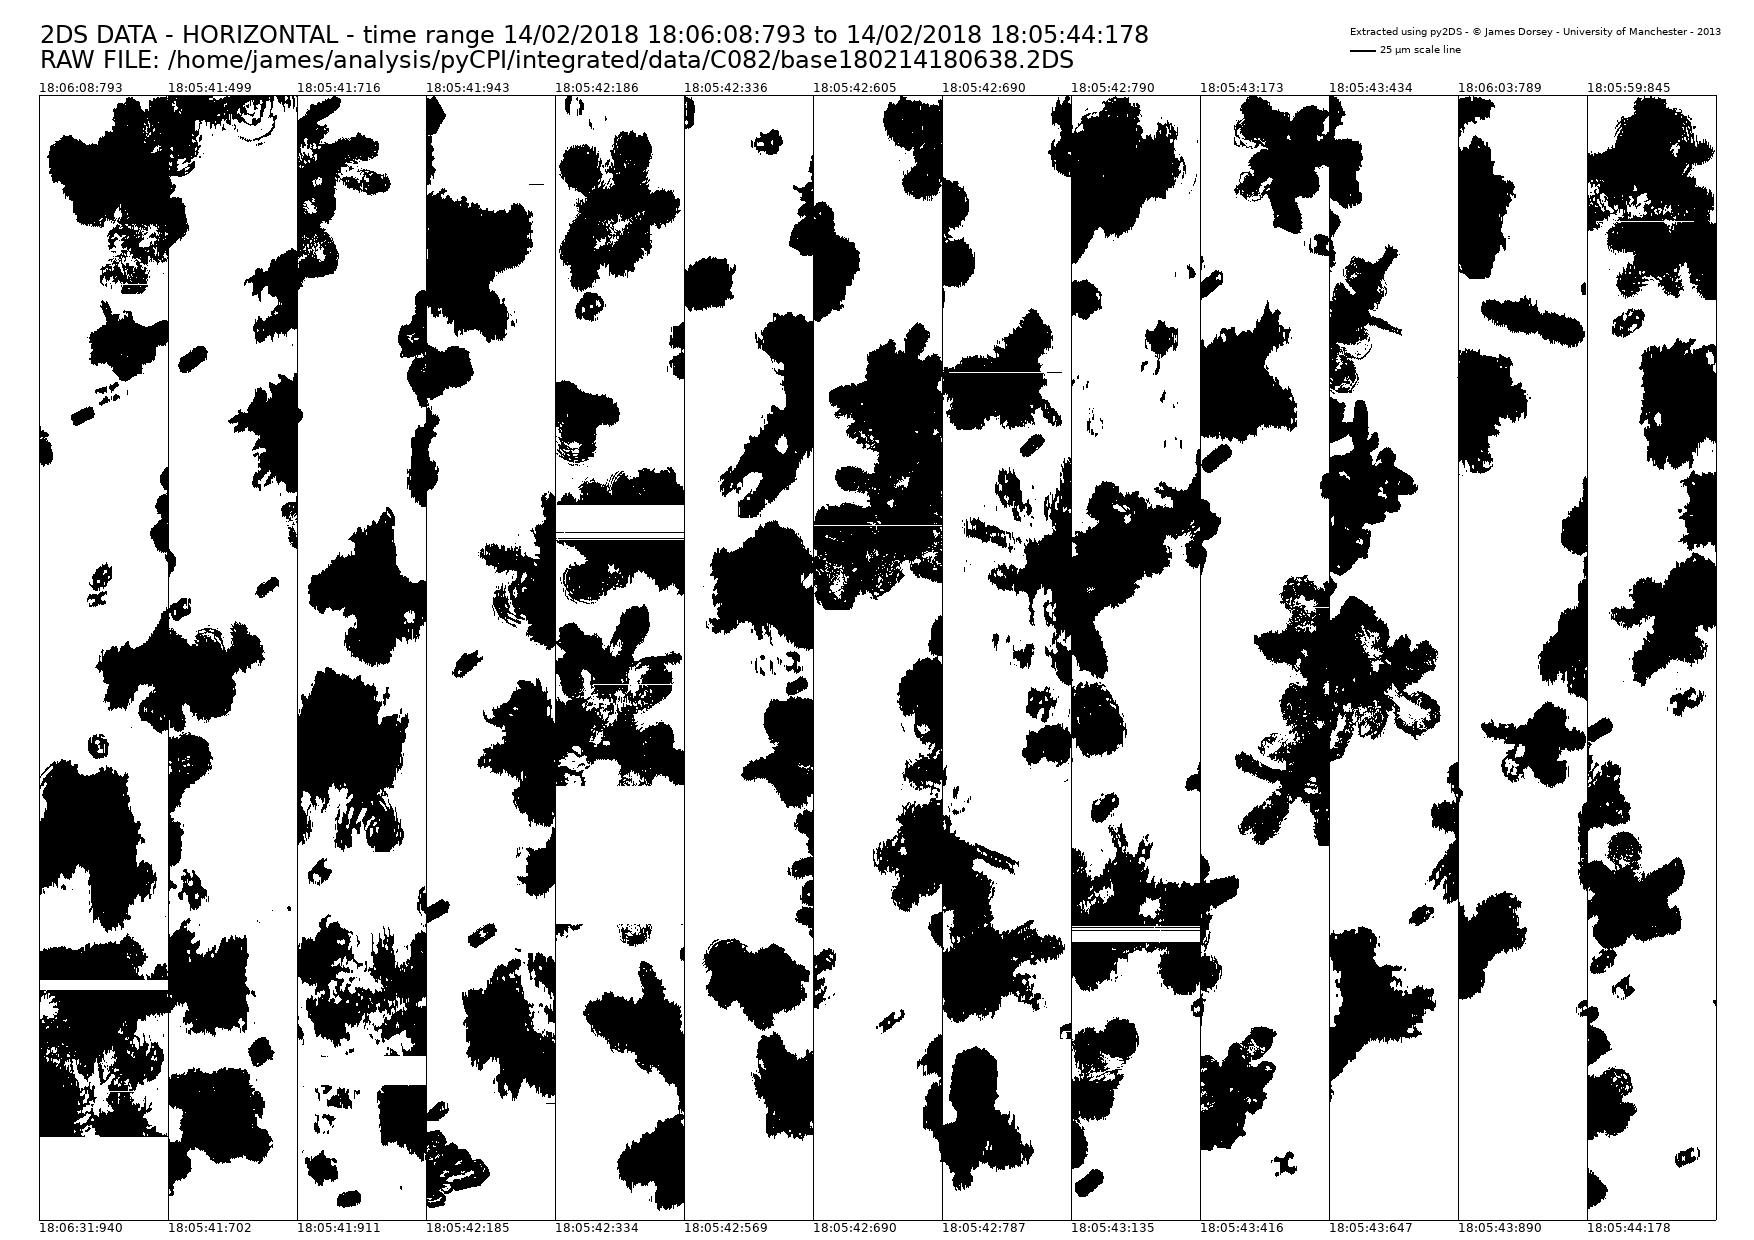 2DS DATA - HORIZONTAL - time range 14/02/2018 18:06:08:793 to 14/02/2018 18:05:44:178
RAW FILE: /home/james/analysis/pyCPI/integrated/data/C082/base180214180638.2DS
Extracted using py2DS - © James Dorsey - University of Manchester - 2013
25 µm scale line
18:06:08:793 18:05:41:499 18:05:41:716 18:05:41:943 18:05:42:186 18:05:42:336 18:05:42:605 18:05:42:690 18:05:42:790 18:05:43:173 18:05:43:434 18:06:03:789 18:05:59:845
18:06:31:940 18:05:41:702 18:05:41:911 18:05:42:185 18:05:42:334 18:05:42:569 18:05:42:690 18:05:42:787 18:05:43:135 18:05:43:416 18:05:43:647 18:05:43:890 18:05:44:178